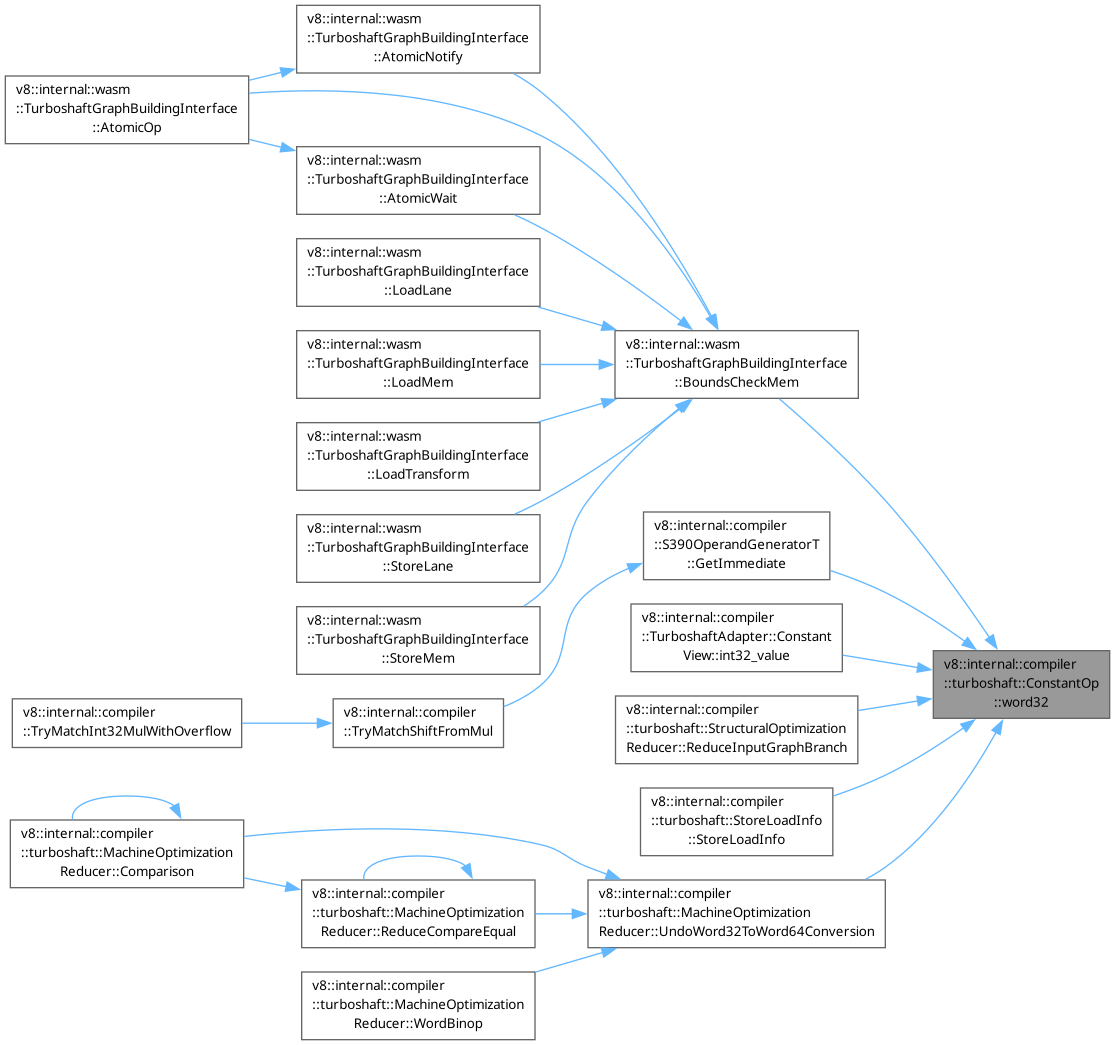 v8::internal::wasm
::TurboshaftGraphBuildingInterface
::AtomicNotify
v8::internal::wasm
::TurboshaftGraphBuildingInterface
::AtomicOp
v8::internal::wasm
::TurboshaftGraphBuildingInterface
::AtomicWait
v8::internal::wasm
::TurboshaftGraphBuildingInterface
::LoadLane
v8::internal::wasm
::TurboshaftGraphBuildingInterface
::LoadMem
v8::internal::wasm
::TurboshaftGraphBuildingInterface
::BoundsCheckMem
v8::internal::wasm
::TurboshaftGraphBuildingInterface
::LoadTransform
v8::internal::wasm
::TurboshaftGraphBuildingInterface
::StoreLane
v8::internal::compiler
::S390OperandGeneratorT
::GetImmediate
v8::internal::wasm
::TurboshaftGraphBuildingInterface
::StoreMem
v8::internal::compiler
::TurboshaftAdapter::Constant
View::int32_value
v8::internal::compiler
::turboshaft::ConstantOp
::word32
v8::internal::compiler
::TryMatchInt32MulWithOverflow
v8::internal::compiler
::TryMatchShiftFromMul
v8::internal::compiler
::turboshaft::StructuralOptimization
Reducer::ReduceInputGraphBranch
v8::internal::compiler
::turboshaft::StoreLoadInfo
::StoreLoadInfo
v8::internal::compiler
::turboshaft::MachineOptimization
Reducer::Comparison
v8::internal::compiler
::turboshaft::MachineOptimization
Reducer::ReduceCompareEqual
v8::internal::compiler
::turboshaft::MachineOptimization
Reducer::UndoWord32ToWord64Conversion
v8::internal::compiler
::turboshaft::MachineOptimization
Reducer::WordBinop